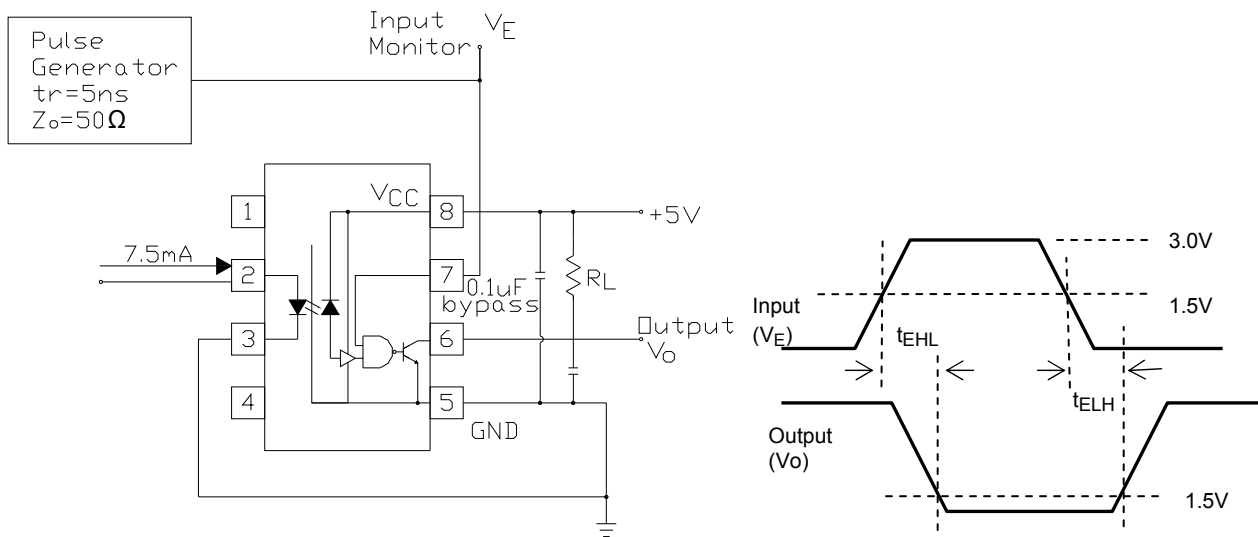 Pulse
Generator
tr=5ns
Zo=50Ω
Input
Monitor
VE
1
2
3
4
VCC
8
7
6
5
GND
7.5mA
+5V
0.1uF
bypass
RL
Output
Vo
Input
(VE)
3.0V
1.5V
tEHL
tELH
Output
(Vo)
1.5V